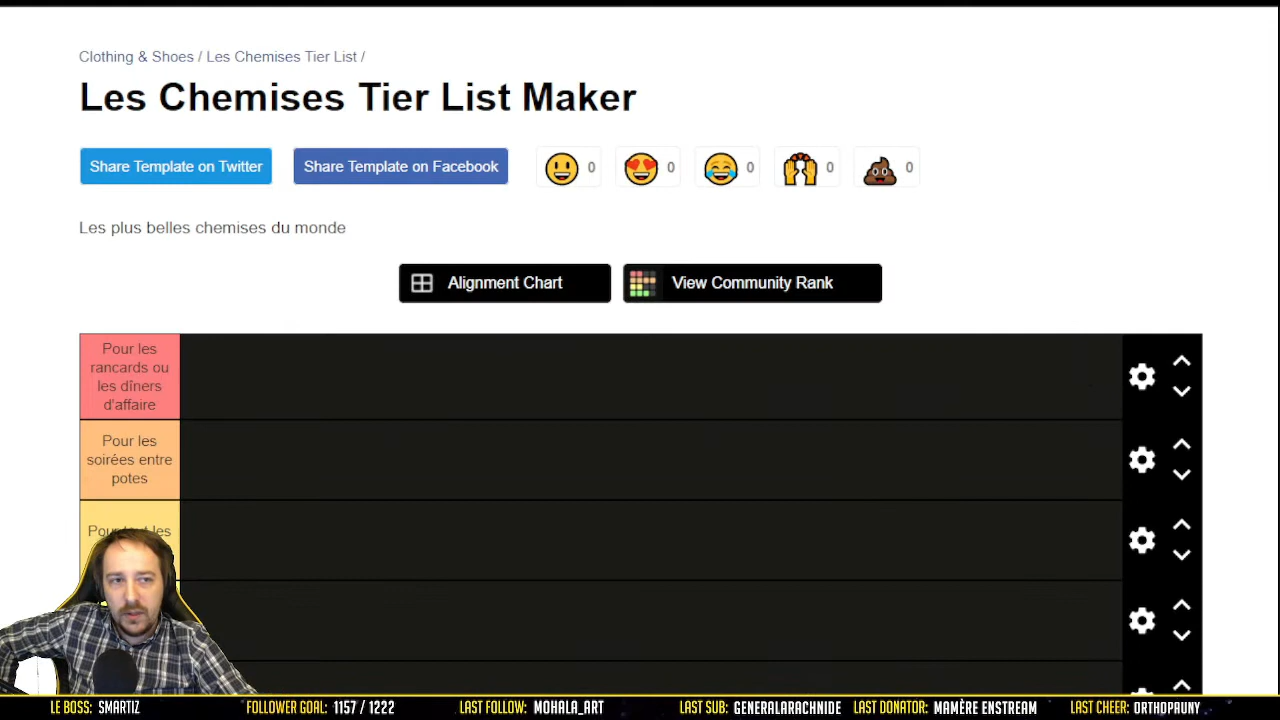 Clothing & Shoes / Les Chemises Tier List /
Les Chemises Tier List Maker
Share Template on Twitter
Share Template on Facebook
0
0
0
0
0
Les plus belles chemises du monde
Alignment Chart
View Community Rank
Pour les
rancards ou
les dîners
d'affaire
Pour les
soirées entre
potes
Pour tout les
LE BOSS: SMARTIZ
FOLLOWER GOAL: 1157 / 1222
LAST FOLLOW: MOHALA_ART
LAST SUB: GENERALARACHNIDE
LAST DONATOR: MAMÈRE ENSTREAM
LAST CHEER: ORTHOPAUNY